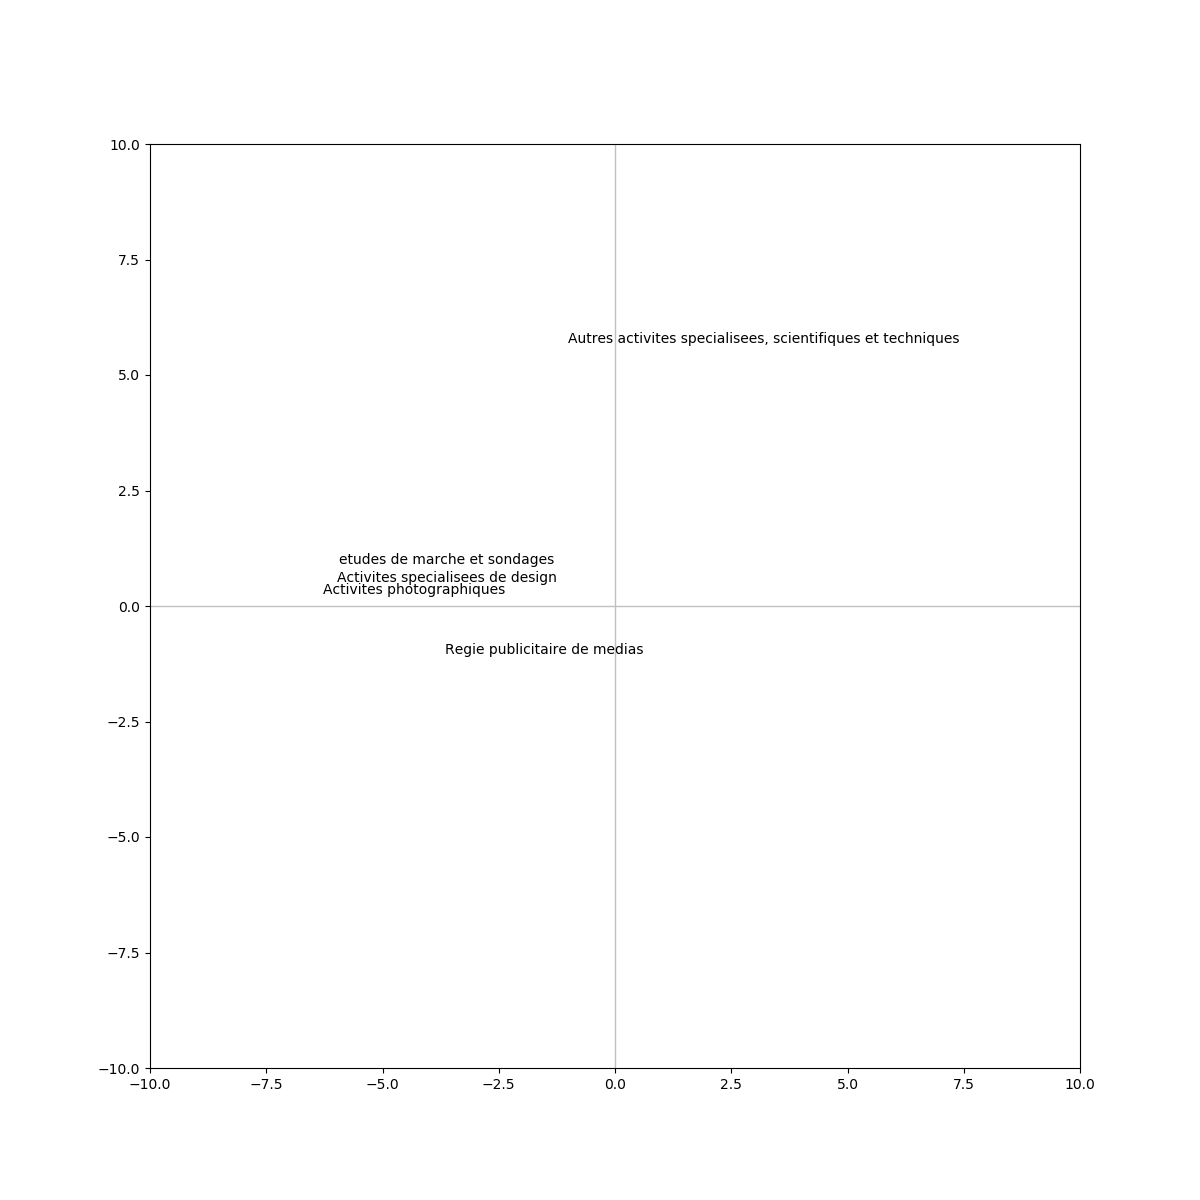 10.0
7.5
Autres activites specialisees, scientifiques et techniques
5.0
2.5
etudes de marche et sondages
Activites specialisees de design
Activites photographiques
0.0
Regie publicitaire de medias
−2.5
−5.0
−7.5
−10.0
−10.0 −7.5 −5.0 −2.5 0.0 2.5 5.0 7.5 10.0